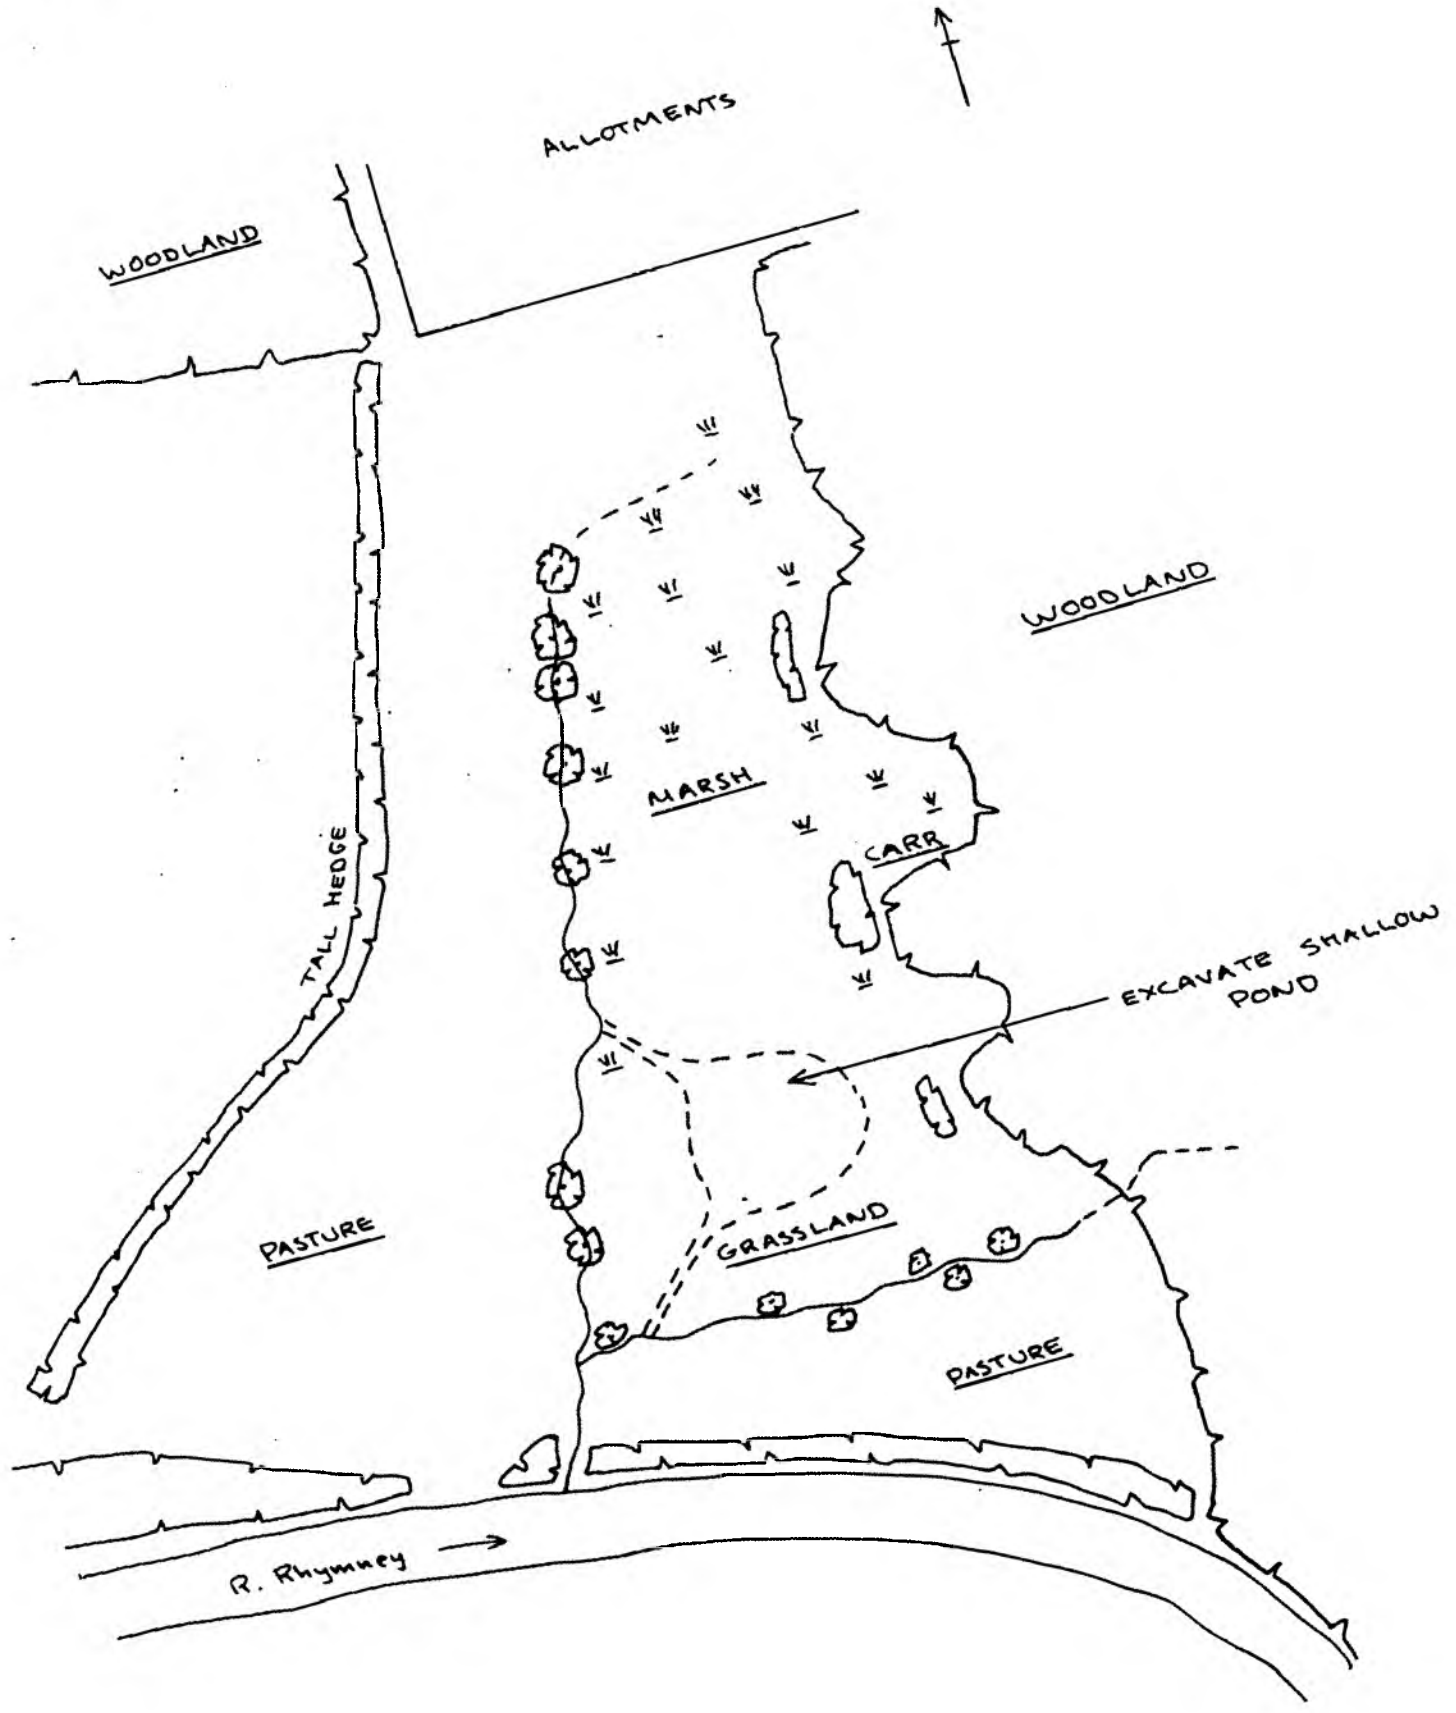 ALLOTMENTS
WOODLAND
WOODLAND
MARSH
CARR
TALL HEDGE
EXCAVATE SHALLOW
POND
PASTURE
GRASSLAND
PASTURE
R. Rhymney